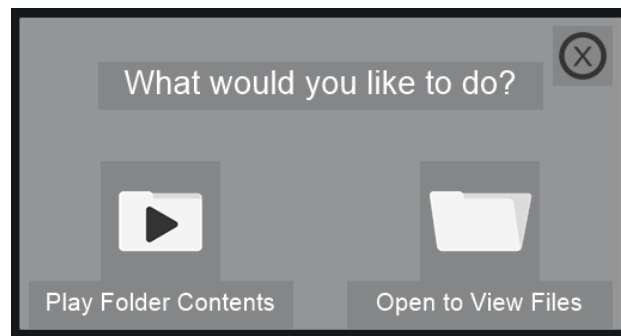 What would you like to do?
X
Play Folder Contents
Open to View Files